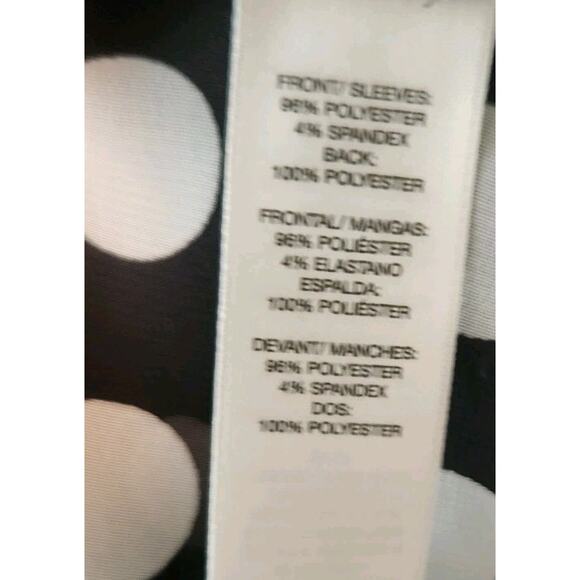 FRONT/ SLEEVES:
96% POLYESTER
4% SPANDEX
BACK:
100% POLYESTER
FRONTAL/ MANGAS:
96% POLIÉSTER
4% ELASTANO
ESPALDA:
100% POLIÉSTER
DEVANT/ MANCHES:
96% POLYESTER
4% SPANDEX
DOS:
100% POLYESTER